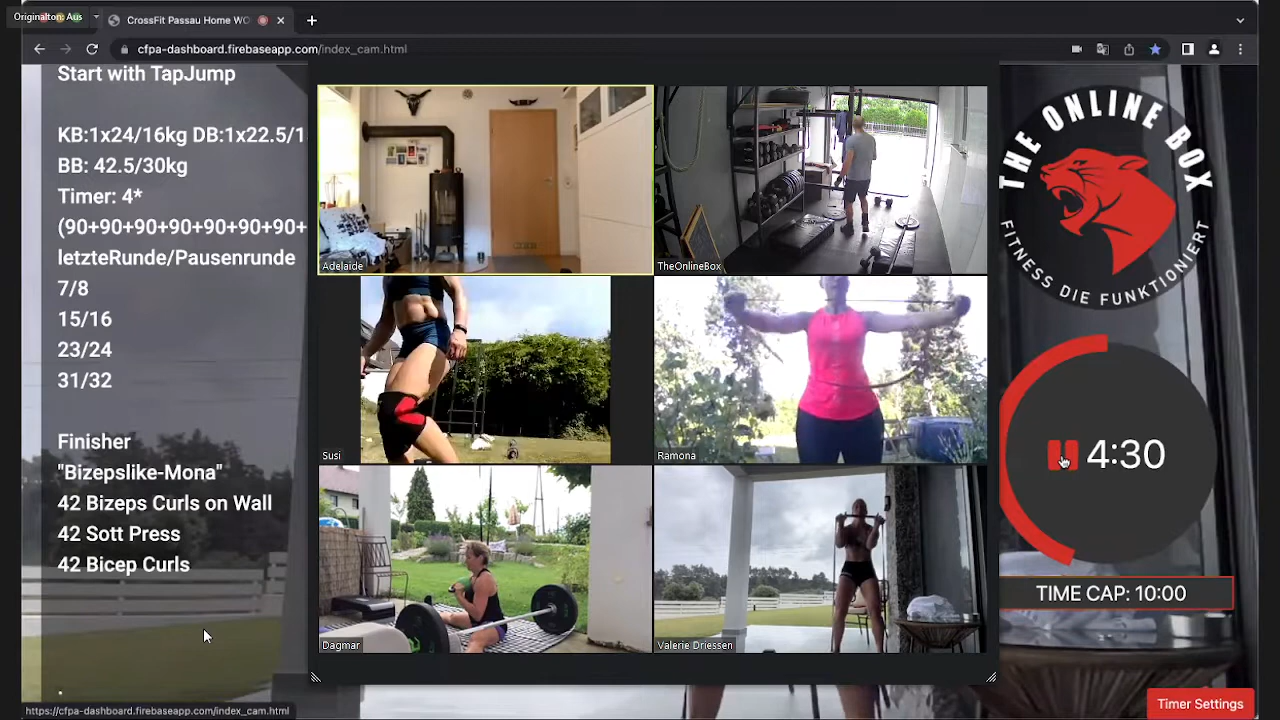 Originalton: Aus
CrossFit Passau Home WO
cfpa-dashboard.firebaseapp.com/index_cam.html
Start with TapJump
KB:1x24/16kg DB:1x22.5/1
BB: 42.5/30kg
Timer: 4*
(90+90+90+90+90+90+90+
letzteRunde/Pausenrunde
7/8
15/16
23/24
31/32
Finisher
"Bizepslike-Mona"
42 Bizeps Curls on Wall
42 Sott Press
42 Bicep Curls
.
Adelaide
TheOnlineBox
Susi
Ramona
Dagmar
Valerie Driessen
THE ONLINE BOX
FITNESS DIE FUNKTIONIERT
4:30
TIME CAP: 10:00
Timer Settings
https://cfpa-dashboard.firebaseapp.com/index_cam.html